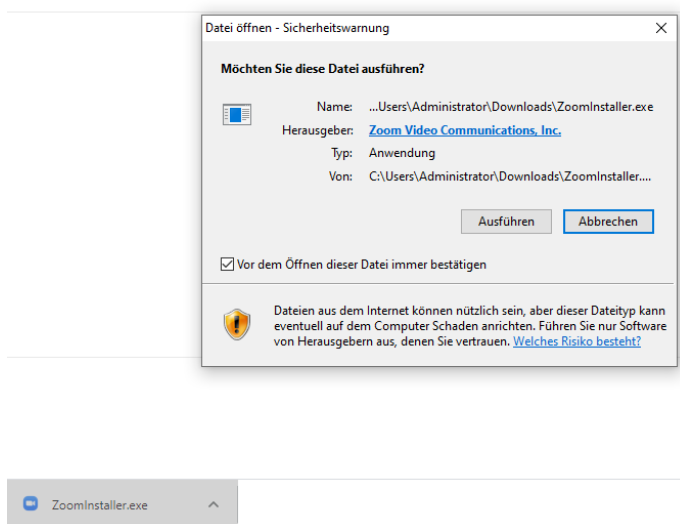 Datei öffnen - Sicherheitswarnung
Möchten Sie diese Datei ausführen?
Name: ...Users\Administrator\Downloads\ZoomInstaller.exe
Herausgeber: Zoom Video Communications, Inc.
Typ: Anwendung
Von: C:\Users\Administrator\Downloads\ZoomInstaller....
Ausführen Abbrechen
Vor dem Öffnen dieser Datei immer bestätigen
Dateien aus dem Internet können nützlich sein, aber dieser Dateityp kann
eventuell auf dem Computer Schaden anrichten. Führen Sie nur Software
von Herausgebern aus, denen Sie vertrauen. Welches Risiko besteht?
ZoomInstaller.exe